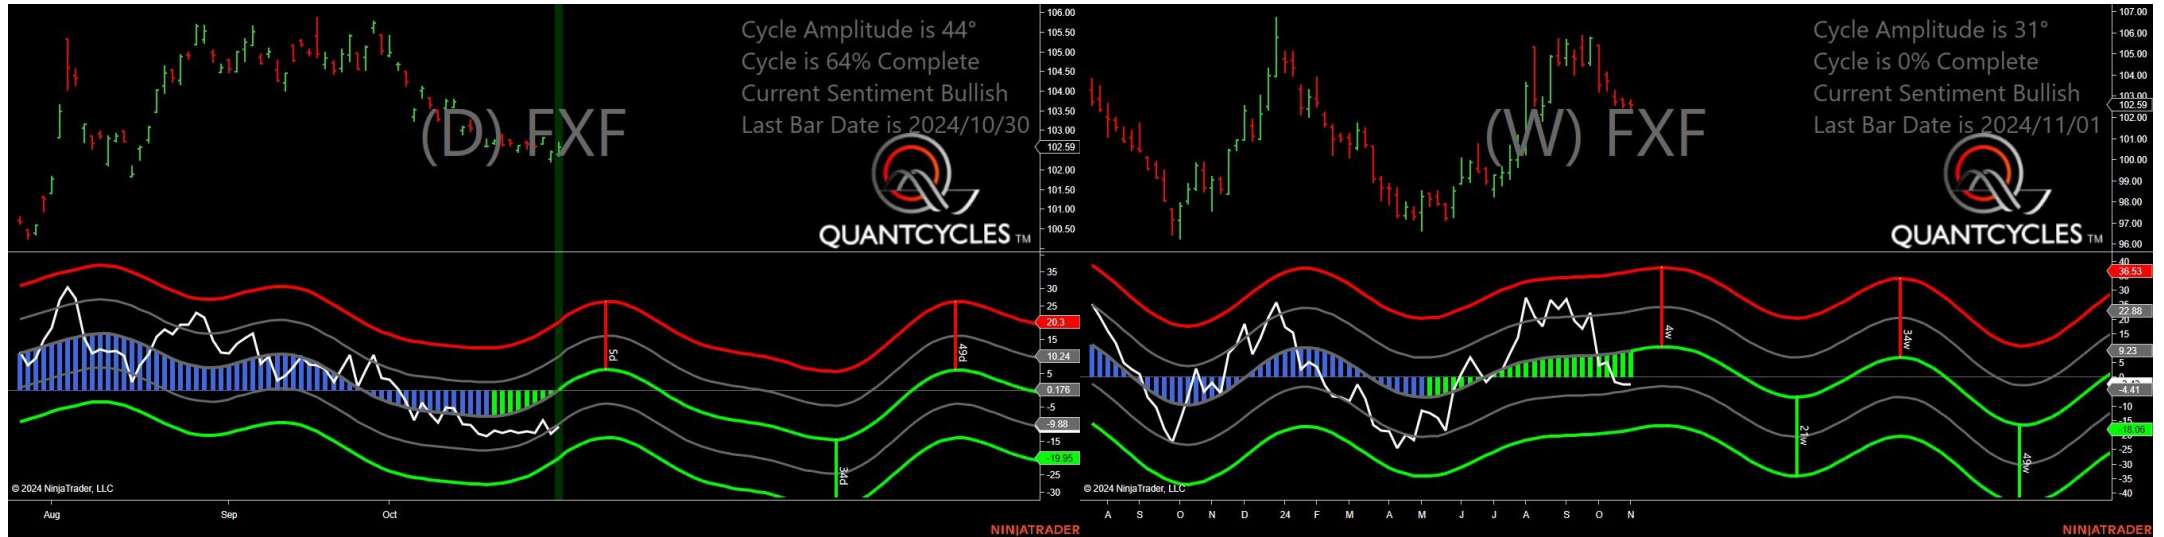 Cycle Amplitude is 44°
Cycle is 64% Complete
Current Sentiment Bullish
Last Bar Date is 2024/10/30
(D) FXF
QUANTCYCLES TM
106.00
105.50
105.00
104.50
104.00
103.50
103.00
102.59
102.00
101.50
101.00
100.50
35
30
25
20.3
15
10.24
5
0.176
-5
-9.88
-15
-19.95
-25
-30
5d
34d
49d
© 2024 NinjaTrader, LLC
Aug Sep Oct
NINJATRADER
Cycle Amplitude is 31°
Cycle is 0% Complete
Current Sentiment Bullish
Last Bar Date is 2024/11/01
(W) FXF
QUANTCYCLES TM
107.00
106.00
105.00
104.00
103.00
102.59
102.00
101.00
100.00
99.00
98.00
97.00
96.00
40
36.53
30
22.88
20
15
9.23
5
-4.41
-10
-18.06
-25
-30
-35
-40
4w
21w
34w
49w
© 2024 NinjaTrader, LLC
A S O N D 24 F M A M J J A S O N
NINJATRADER